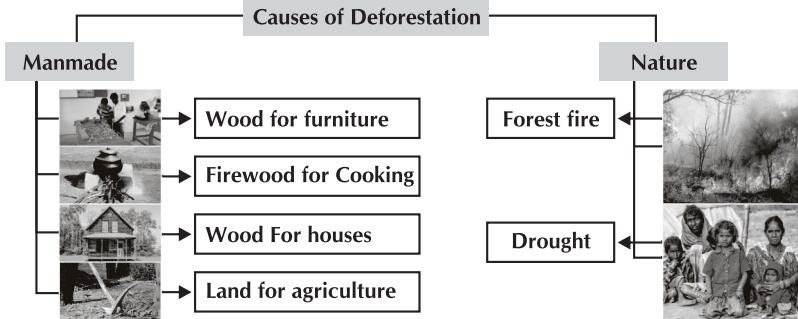 Causes of Deforestation
Manmade
Nature
Wood for furniture
Firewood for Cooking
Wood For houses
Land for agriculture
Forest fire
Drought